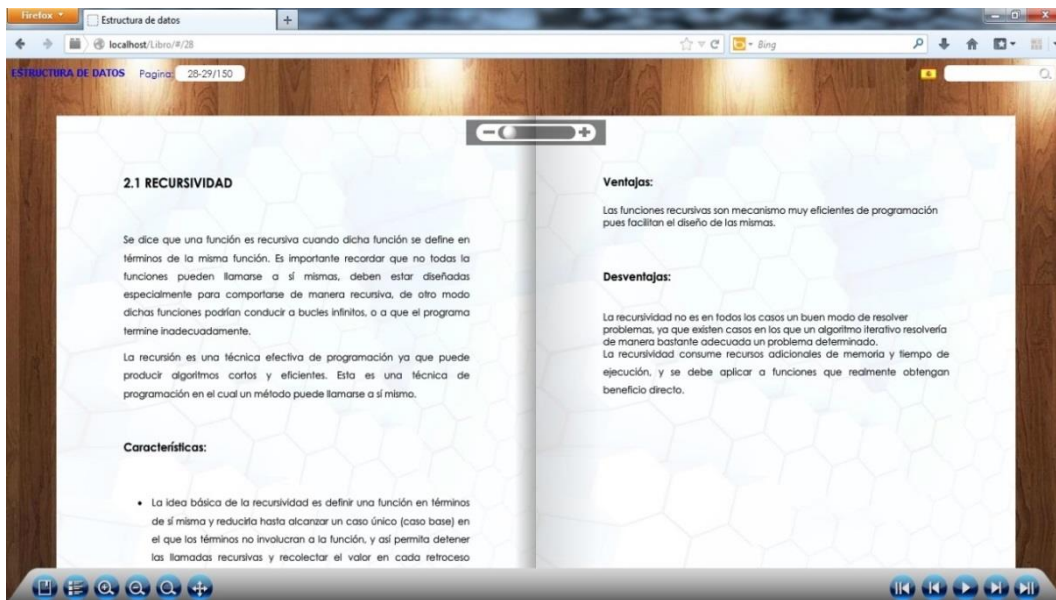 Firefox
Estructura de datos
localhost/Libro/#/28
Bing
ESTRUCTURA DE DATOS Pagina: 28-29/150
2.1 RECURSIVIDAD
Se dice que una función es recursiva cuando dicha función se define en
términos de la misma función. Es importante recordar que no todas la
funciones pueden llamarse a sí mismas, deben estar diseñadas
especialmente para comportarse de manera recursiva, de otro modo
dichas funciones podrían conducir a bucles infinitos, o a que el programa
termine inadecuadamente.
La recursión es una técnica efectiva de programación ya que puede
producir algoritmos cortos y eficientes. Esta es una técnica de
programación en el cual un método puede llamarse a sí mismo.
Características:
• La idea básica de la recursividad es definir una función en términos
de sí misma y reducirla hasta alcanzar un caso único (caso base) en
el que los términos no involucran a la función, y así permita detener
las llamadas recursivas y recolectar el valor en cada retroceso
Ventajas:
Las funciones recursivas son mecanismo muy eficientes de programación
pues facilitan el diseño de las mismas.
Desventajas:
La recursividad no es en todos los casos un buen modo de resolver
problemas, ya que existen casos en los que un algoritmo iterativo resolvería
de manera bastante adecuada un problema determinado.
La recursividad consume recursos adicionales de memoria y tiempo de
ejecución, y se debe aplicar a funciones que realmente obtengan
beneficio directo.